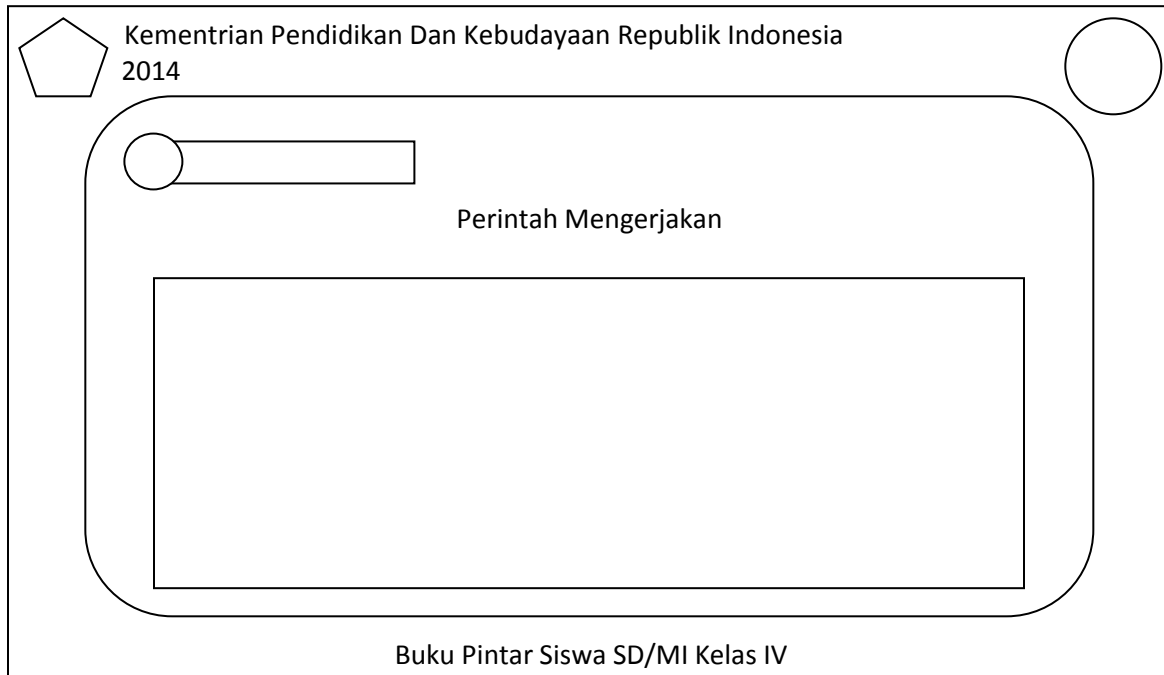 Kementrian Pendidikan Dan Kebudayaan Republik Indonesia
2014
Perintah Mengerjakan
Buku Pintar Siswa SD/MI Kelas IV